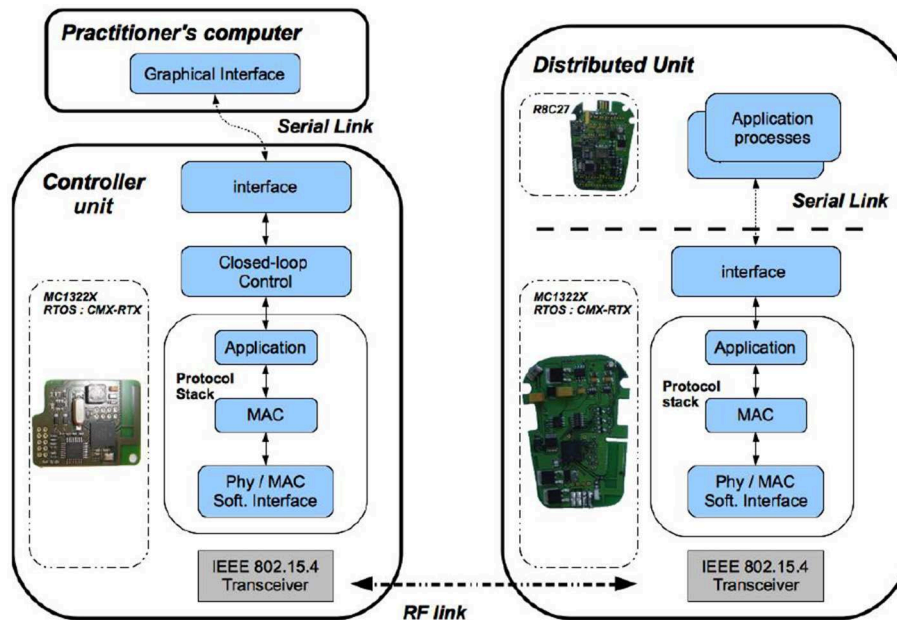 Practitioner's computer
Graphical Interface
Serial Link
Controller
unit
interface
Closed-loop
Control
MC1322X
RTOS : CMX-RTX
Application
Protocol
Stack
MAC
Phy / MAC
Soft. Interface
IEEE 802.15.4
Transceiver
RF link
Distributed Unit
R8C27
Application
processes
Serial Link
interface
MC1322X
RTOS : CMX-RTX
Application
Protocol
stack
MAC
Phy / MAC
Soft. Interface
IEEE 802.15.4
Transceiver